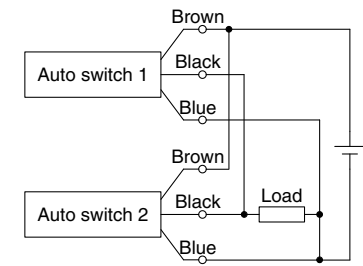 Brown
Auto switch 1
Black
Blue
Brown
Auto switch 2
Black
Load
Blue